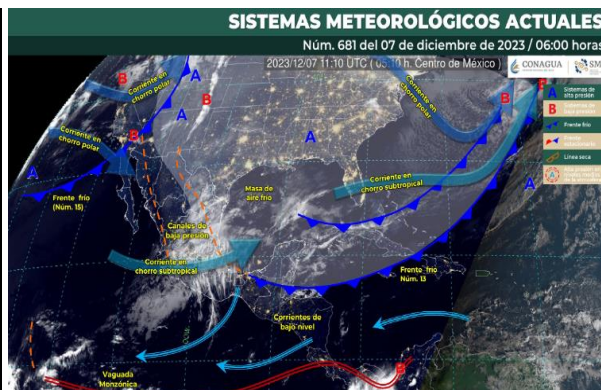 SISTEMAS METEOROLÓGICOS ACTUALES
Núm. 681 del 07 de diciembre de 2023 / 06:00 horas
2023/12/07 11:10 UTC ( 05:10 h. Centro de México )
CONAGUA
SM
A
Sistemas de
alta presión
B
Sistemas de
baja presión
Frente frío
Frente
estacionario
Línea seca
B
A
Corriente en
chorro polar
A
B
B
Corriente en
chorro polar
B
Corriente en
chorro polar
B
A
A
A
Frente frío
(Núm. 15)
Masa de
aire frío
Corriente en
chorro subtropical
Canales de
baja presión
Corriente en
chorro subtropical
Frente frío
Núm. 13
Corrientes de
bajo nivel
Vaguada
Monzónica
B